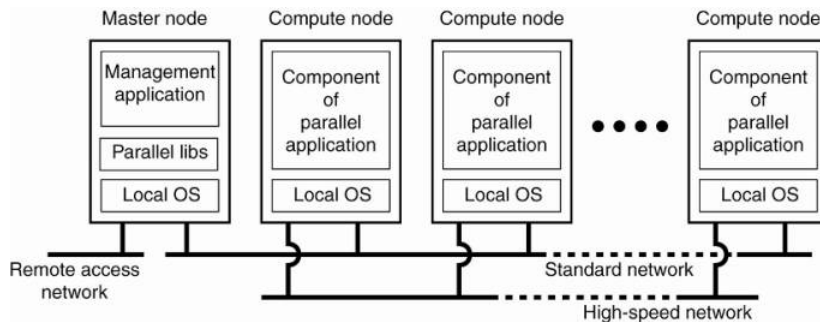 Master node
Compute node
Compute node
Compute node
Management
application
Parallel libs
Local OS
Component
of
parallel
application
Local OS
Component
of
parallel
application
Local OS
Component
of
parallel
application
Local OS
Remote access
network
Standard network
High-speed network